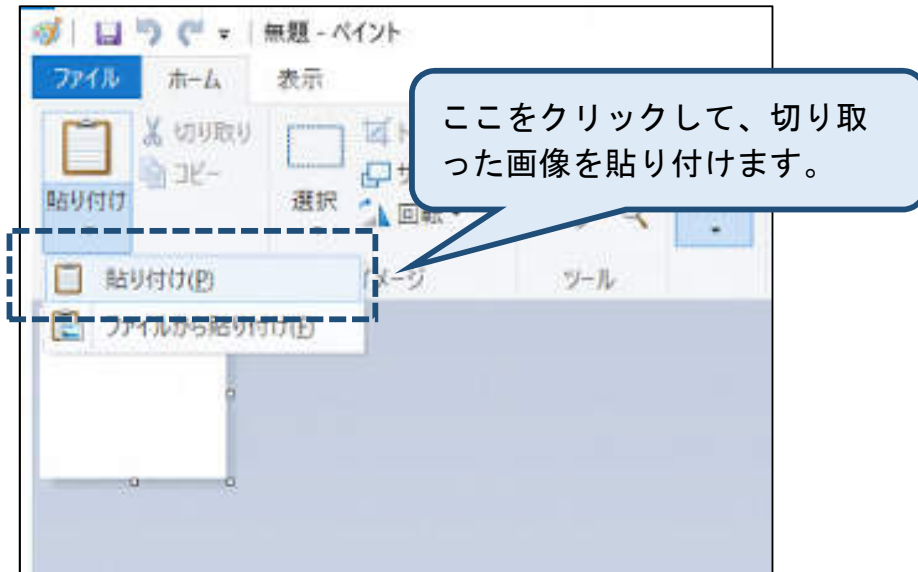 無題 - ペイント
ファイル ホーム 表示
ここをクリックして、切り取
った画像を貼り付けます。
切り取り
コピー
貼り付け
選択
回転
貼り付け(P)
ツール
ファイルから貼り付け(F)